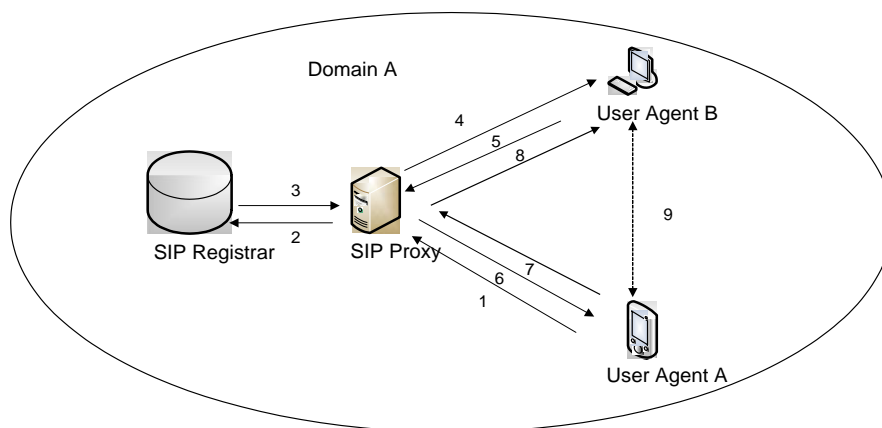 Domain A
4
User Agent B
5
8
3
2
SIP Registrar
SIP Proxy
9
7
6
1
User Agent A